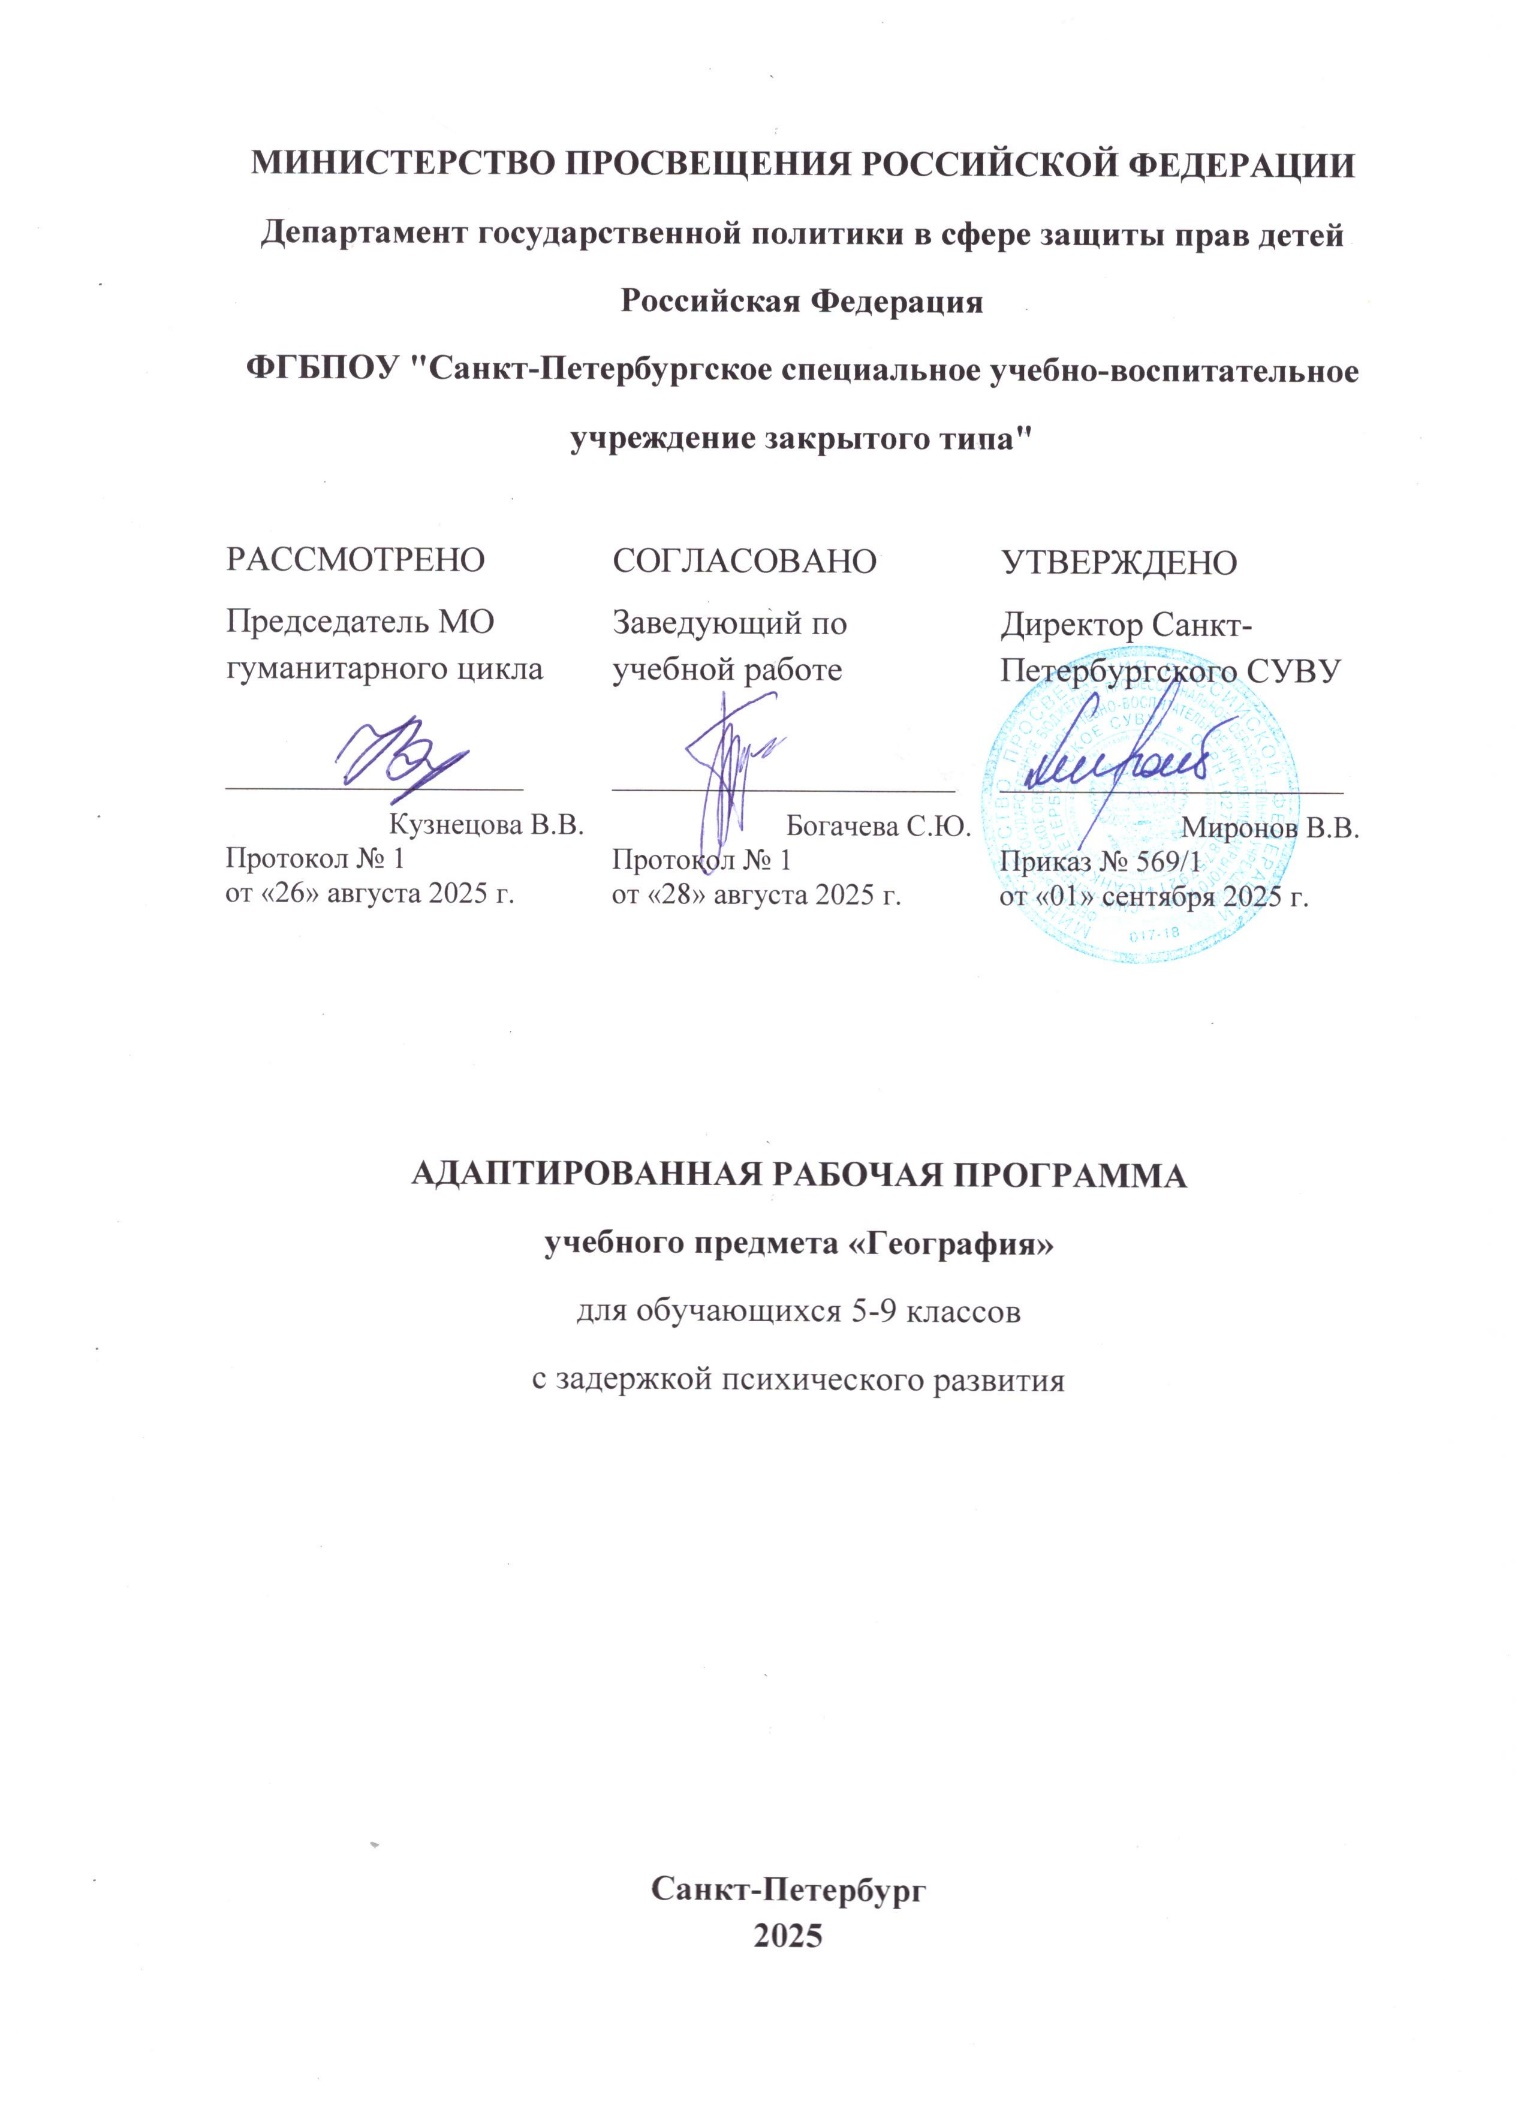 МИНИСТЕРСТВО ПРОСВЕЩЕНИЯ РОССИЙСКОЙ ФЕДЕРАЦИИ
Департамент государственной политики в сфере защиты прав детей
Российская Федерация
ФГБПОУ "Санкт-Петербургское специальное учебно-воспитательное
учреждение закрытого типа"
РАССМОТРЕНО
Председатель МО
гуманитарного цикла
Кузнецова В.В.
Протокол № 1
от «26» августа 2025 г.
СОГЛАСОВАНО
Заведующий по
учебной работе
Богачева С.Ю.
Протокол № 1
от «28» августа 2025 г.
УТВЕРЖДЕНО
Директор Санкт-
Петербургского СУВУ
Миронов В.В.
Приказ № 569/1
от «01» сентября 2025 г.
017-18
АДАПТИРОВАННАЯ РАБОЧАЯ ПРОГРАММА
учебного предмета «География»
для обучающихся 5-9 классов
с задержкой психического развития
Санкт-Петербург
2025